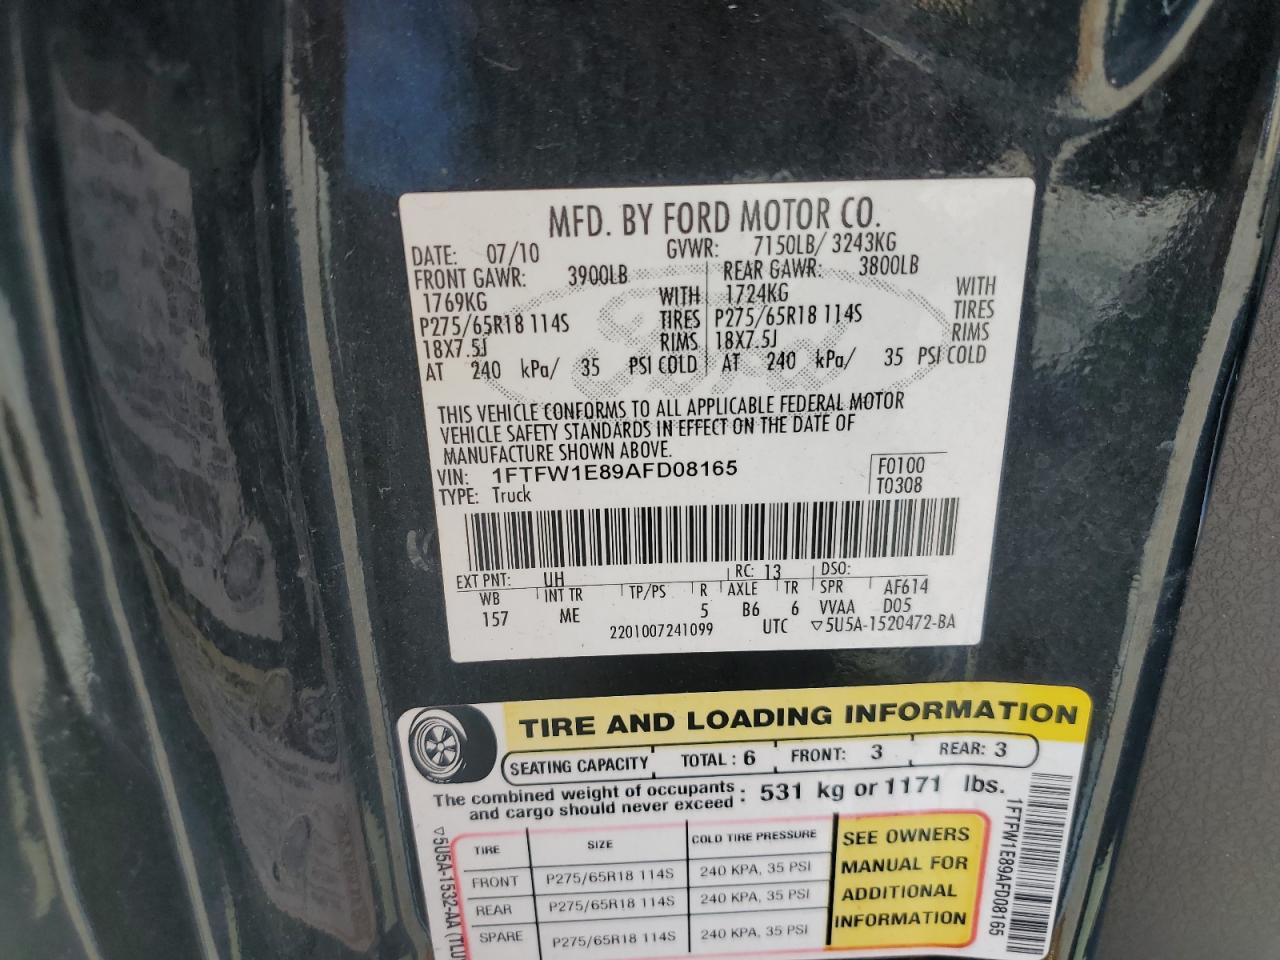 MFD. BY FORD MOTOR CO.
DATE: 07/10 GVWR: 7150LB/ 3243KG
FRONT GAWR: 3900LB REAR GAWR: 3800LB
1769KG WITH 1724KG WITH
P275/65R18 114S TIRES P275/65R18 114S TIRES
18X7.5J RIMS 18X7.5J RIMS
AT 240 kPa/ 35 PSI COLD AT 240 kPa/ 35 PSI COLD
THIS VEHICLE CONFORMS TO ALL APPLICABLE FEDERAL MOTOR
VEHICLE SAFETY STANDARDS IN EFFECT ON THE DATE OF
MANUFACTURE SHOWN ABOVE.
VIN: 1FTFW1E89AFD08165 F0100
TYPE: Truck T0308
EXT PNT: UH RC: 13 DSO:
WB INT TR TP/PS R AXLE TR SPR AF614
157 ME 5 B6 6 VVAA D05
2201007241099 UTC ▽5U5A-1520472-BA
Ford
TIRE AND LOADING INFORMATION
SEATING CAPACITY TOTAL : 6 FRONT: 3 REAR: 3
The combined weight of occupants
and cargo should never exceed : 531 kg or 1171 lbs.
TIRE SIZE COLD TIRE PRESSURE
FRONT P275/65R18 114S 240 KPA, 35 PSI
REAR P275/65R18 114S 240 KPA, 35 PSI
SPARE P275/65R18 114S 240 KPA, 35 PSI
SEE OWNERS
MANUAL FOR
ADDITIONAL
INFORMATION
▽5U5A-1532-AA (TLU
1FTFW1E89AFD08165